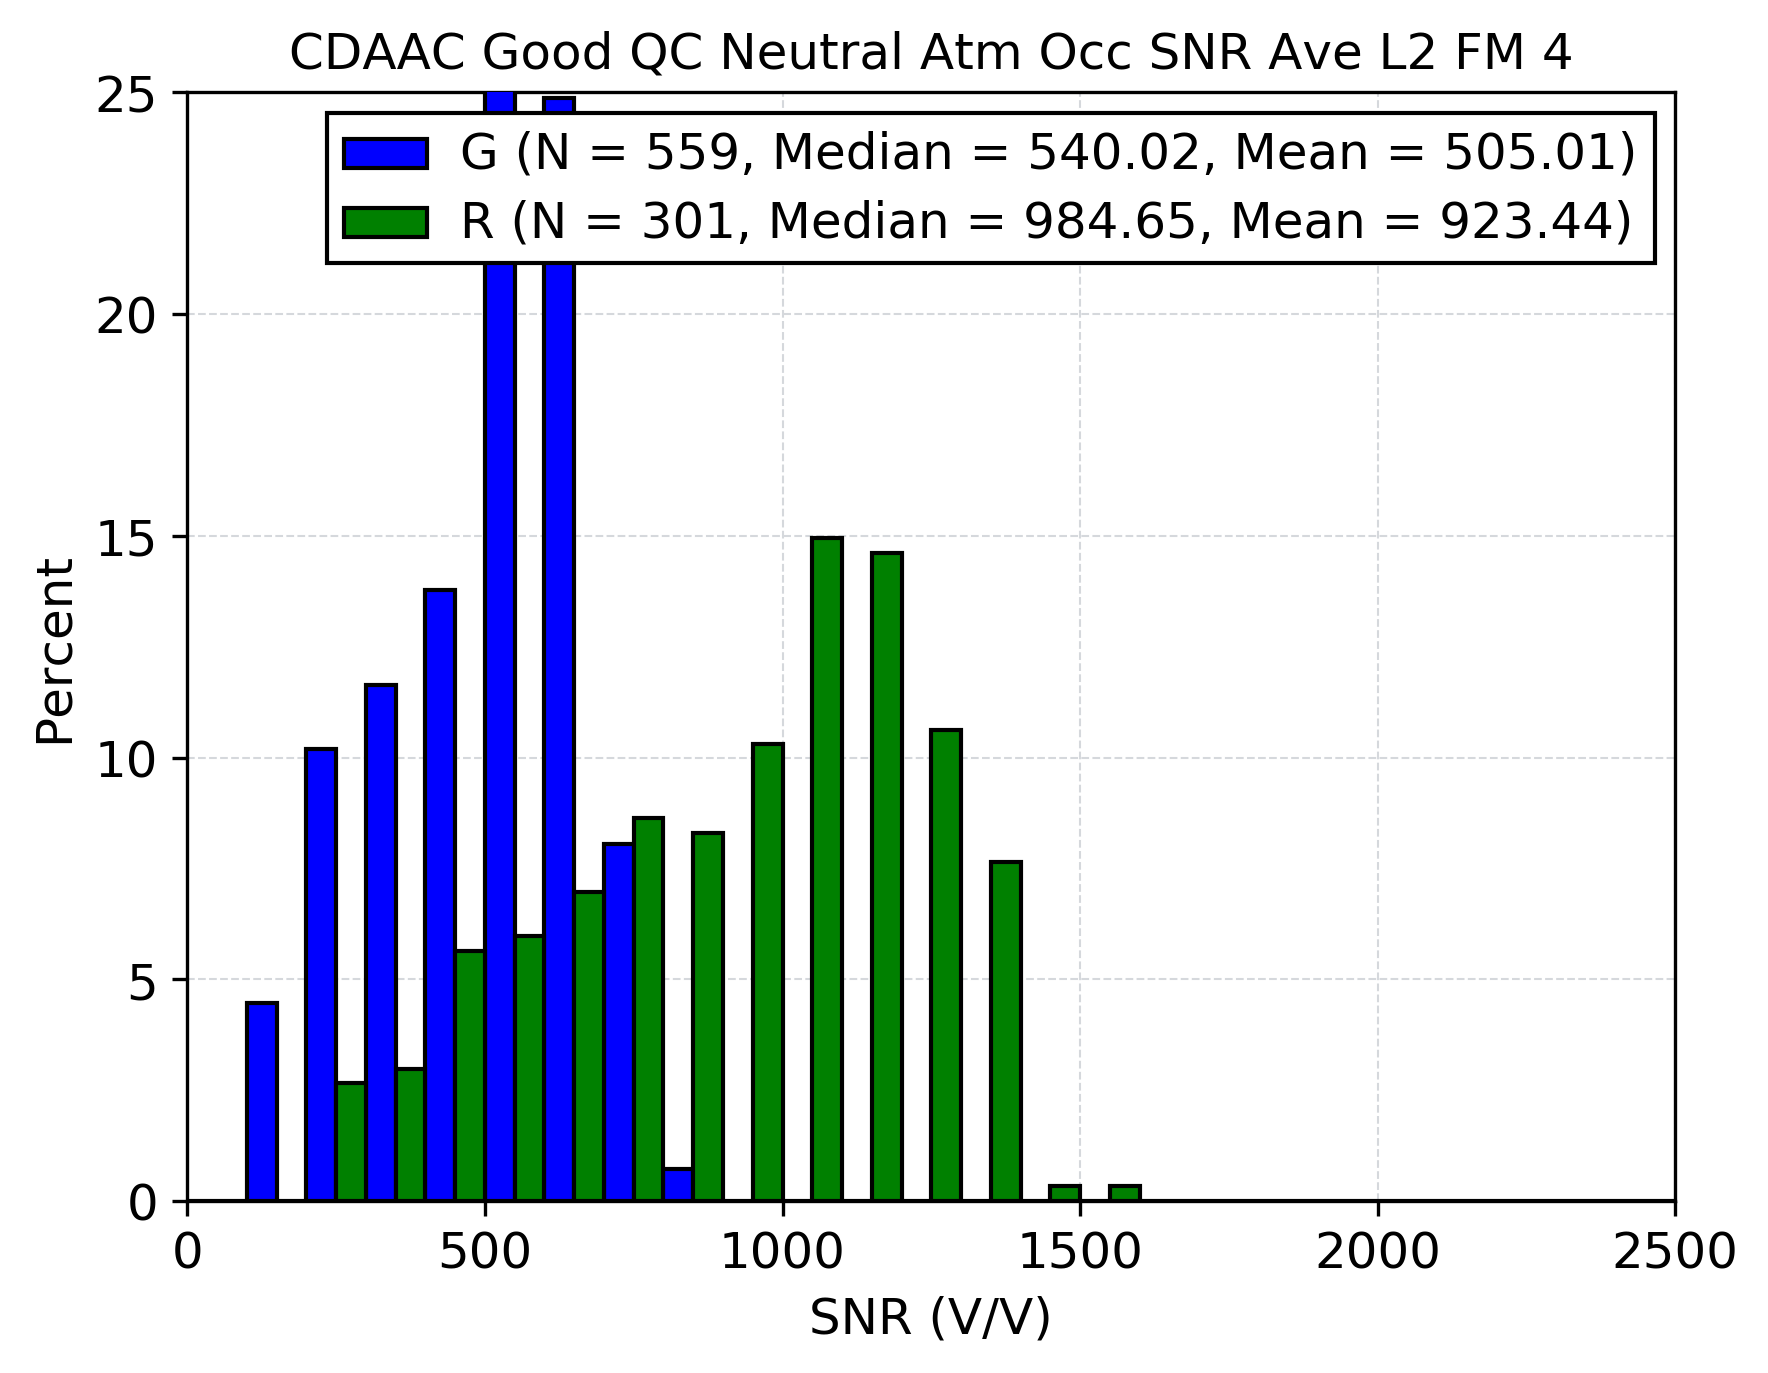 CDAAC Good QC Neutral Atm Occ SNR Ave L2 FM 4
G (N = 559, Median = 540.02, Mean = 505.01)
R (N = 301, Median = 984.65, Mean = 923.44)
25
20
15
10
5
0
Percent
0 500 1000 1500 2000 2500
SNR (V/V)